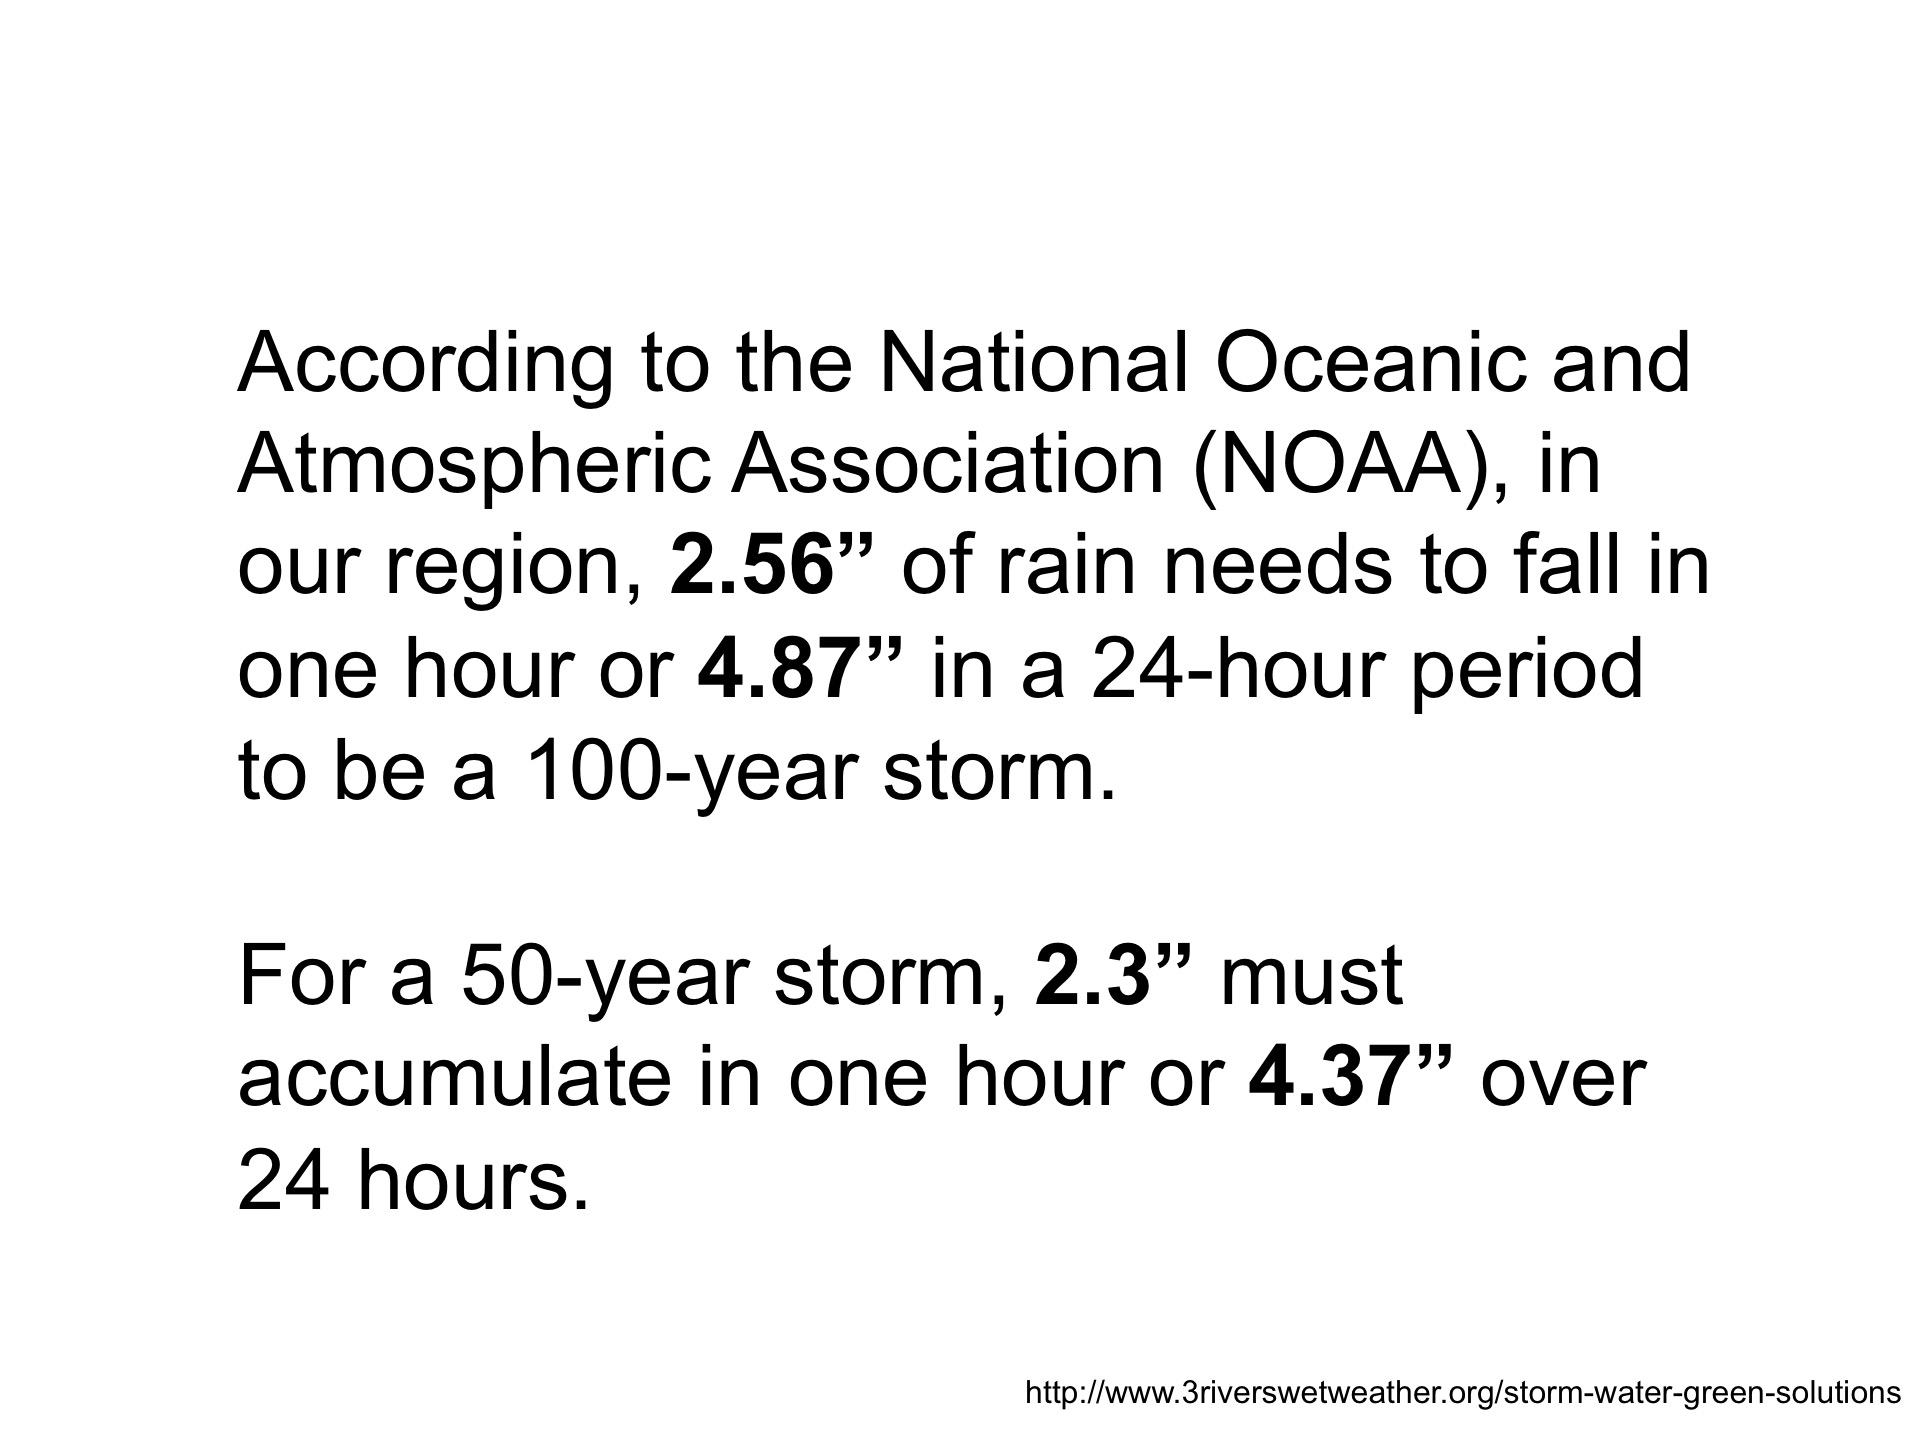 According to the National Oceanic and
Atmospheric Association (NOAA), in
our region, 2.56” of rain needs to fall in
one hour or 4.87” in a 24-hour period
to be a 100-year storm.
For a 50-year storm, 2.3” must
accumulate in one hour or 4.37” over
24 hours.
http://www.3riverswetweather.org/storm-water-green-solutions